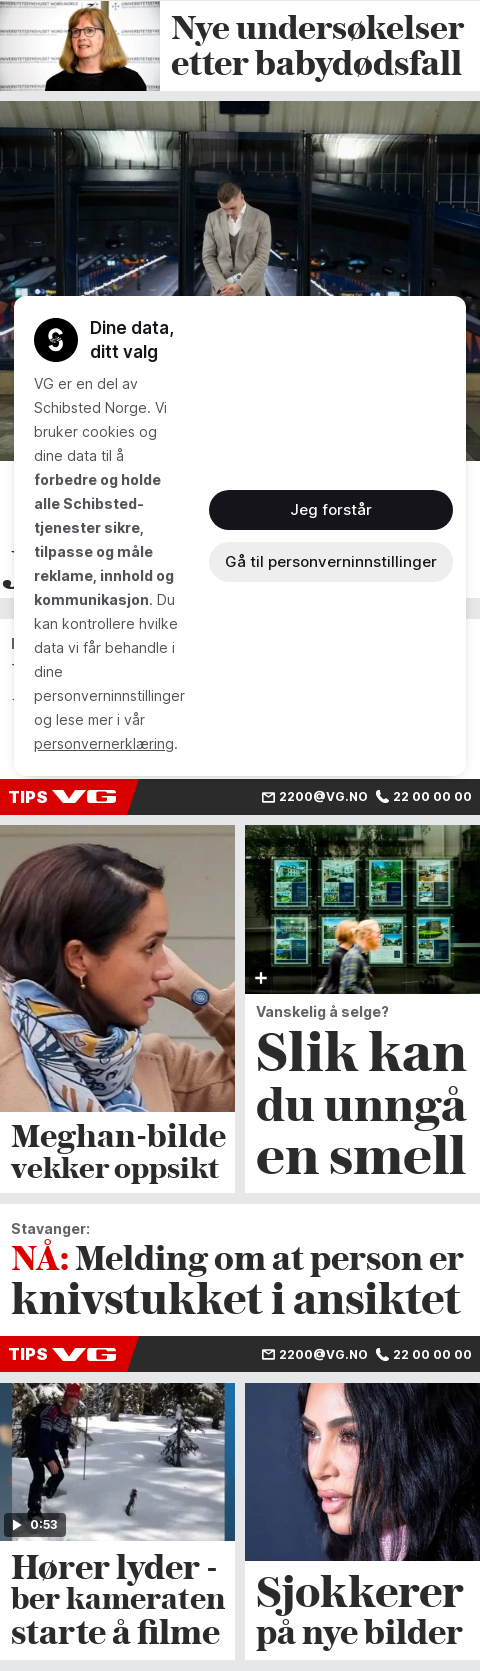 Nye undersøkelser
etter babydødsfall
Dine data,
ditt valg
VG er en del av
Schibsted Norge. Vi
bruker cookies og
dine data til å
forbedre og holde
alle Schibsted-
tjenester sikre,
tilpasse og måle
reklame, innhold og
kommunikasjon. Du
kan kontrollere hvilke
data vi får behandle i
dine
personverninnstillinger
og lese mer i vår
personvernerklæring.
Jeg forstår
Gå til personverninnstillinger
TIPS VG 2200@VG.NO 22 00 00 00
Meghan-bilde
vekker oppsikt
Vanskelig å selge?
Slik kan
du unngå
en smell
Stavanger:
NÅ: Melding om at person er
knivstukket i ansiktet
TIPS VG 2200@VG.NO 22 00 00 00
0:53
Hører lyder -
ber kameraten
starte å filme
Sjokkerer
på nye bilder